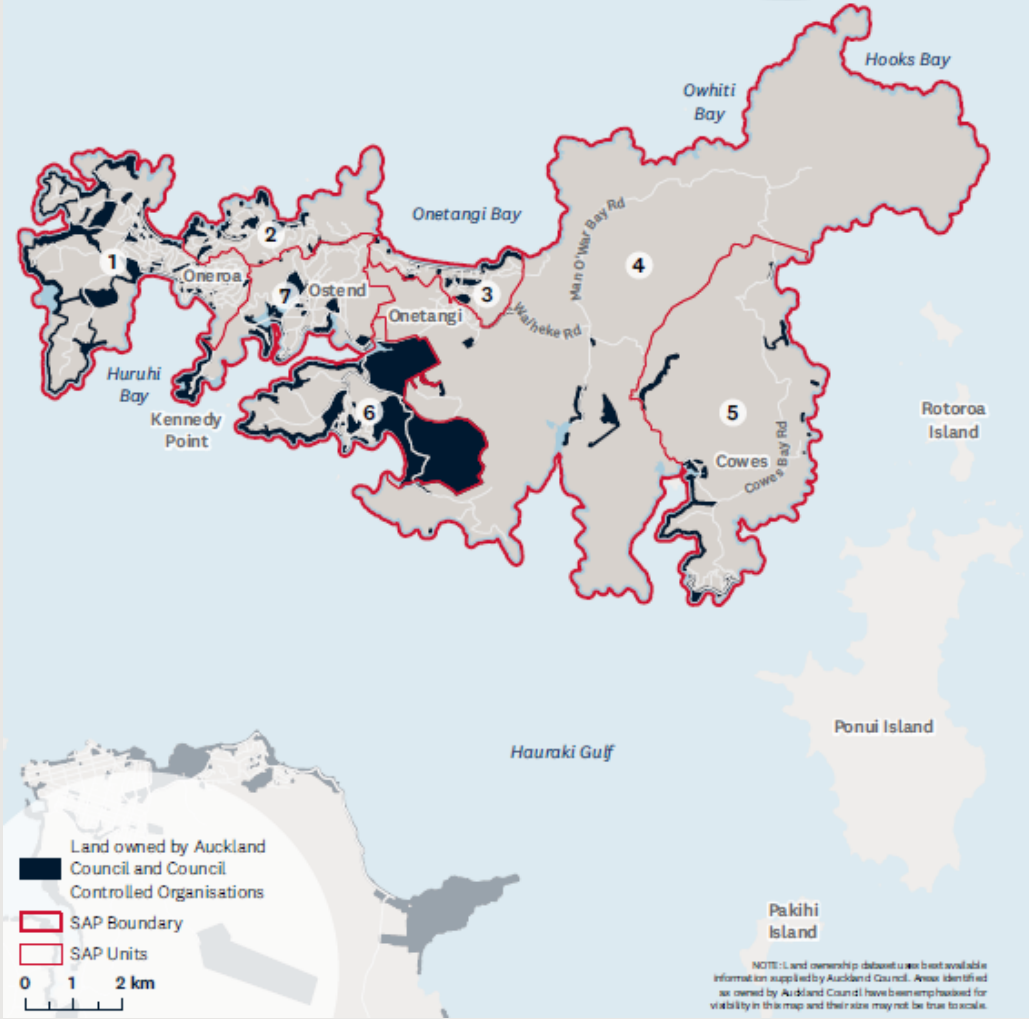 Hooks Bay
Owhiti
Bay
Onetangi Bay
Man O'War Bay Rd
2
4
1
Oneroa
7
Ostend
3
Onetangi
Waiheke Rd
Huruhi
Bay
Kennedy
Point
6
5
Rotoroa
Island
Cowes
Cowes Bay Rd
Ponui Island
Hauraki Gulf
Land owned by Auckland
Council and Council
Controlled Organisations
SAP Boundary
SAP Units
0 1 2 km
Pakihi
Island
NOTE: Land ownership dataset uses best available
information supplied by Auckland Council. Areas identified
as owned by Auckland Council have been emphasised for
visibility in this map and their size may not be true to scale.